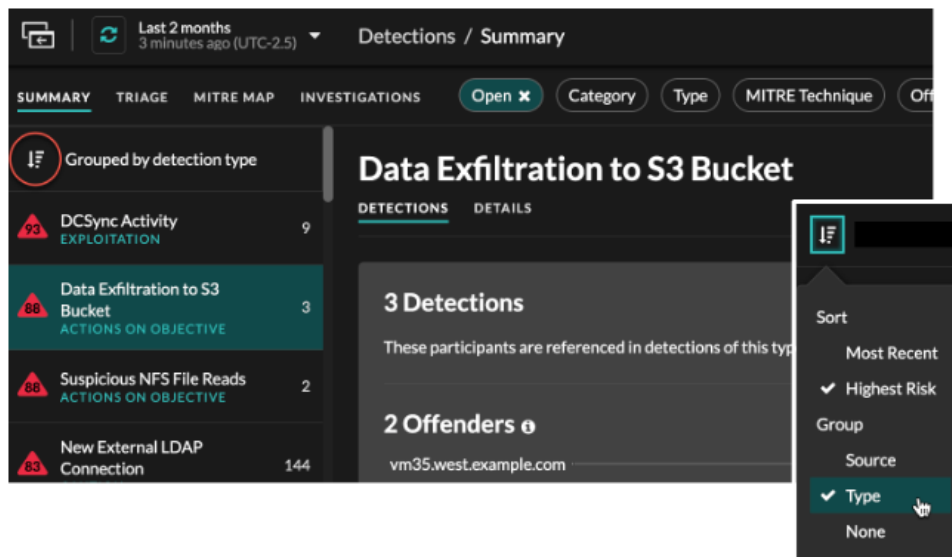 Last 2 months
3 minutes ago (UTC-2.5)
Detections / Summary
SUMMARY TRIAGE MITRE MAP INVESTIGATIONS
Open × Category Type MITRE Technique Off
Grouped by detection type
Data Exfiltration to S3 Bucket
DETECTIONS DETAILS
93 DCSync Activity 9
EXPLOITATION
88 Data Exfiltration to S3
Bucket 3
ACTIONS ON OBJECTIVE
88 Suspicious NFS File Reads 2
ACTIONS ON OBJECTIVE
83 New External LDAP
Connection 144
3 Detections
These participants are referenced in detections of this typ
2 Offenders
vm35.west.example.com
Sort
Most Recent
Highest Risk
Group
Source
Type
None